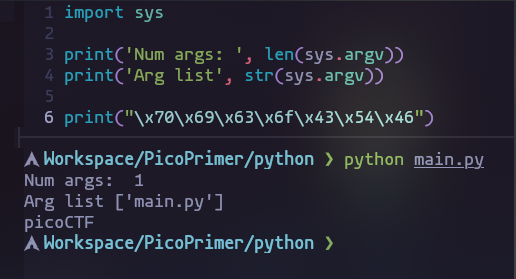 1 import sys
2
3 print('Num args: ', len(sys.argv))
4 print('Arg list', str(sys.argv))
5
6 print("\x70\x69\x63\x6f\x43\x54\x46")
Workspace/PicoPrimer/python ❯ python main.py
Num args:  1
Arg list ['main.py']
picoCTF
Workspace/PicoPrimer/python ❯